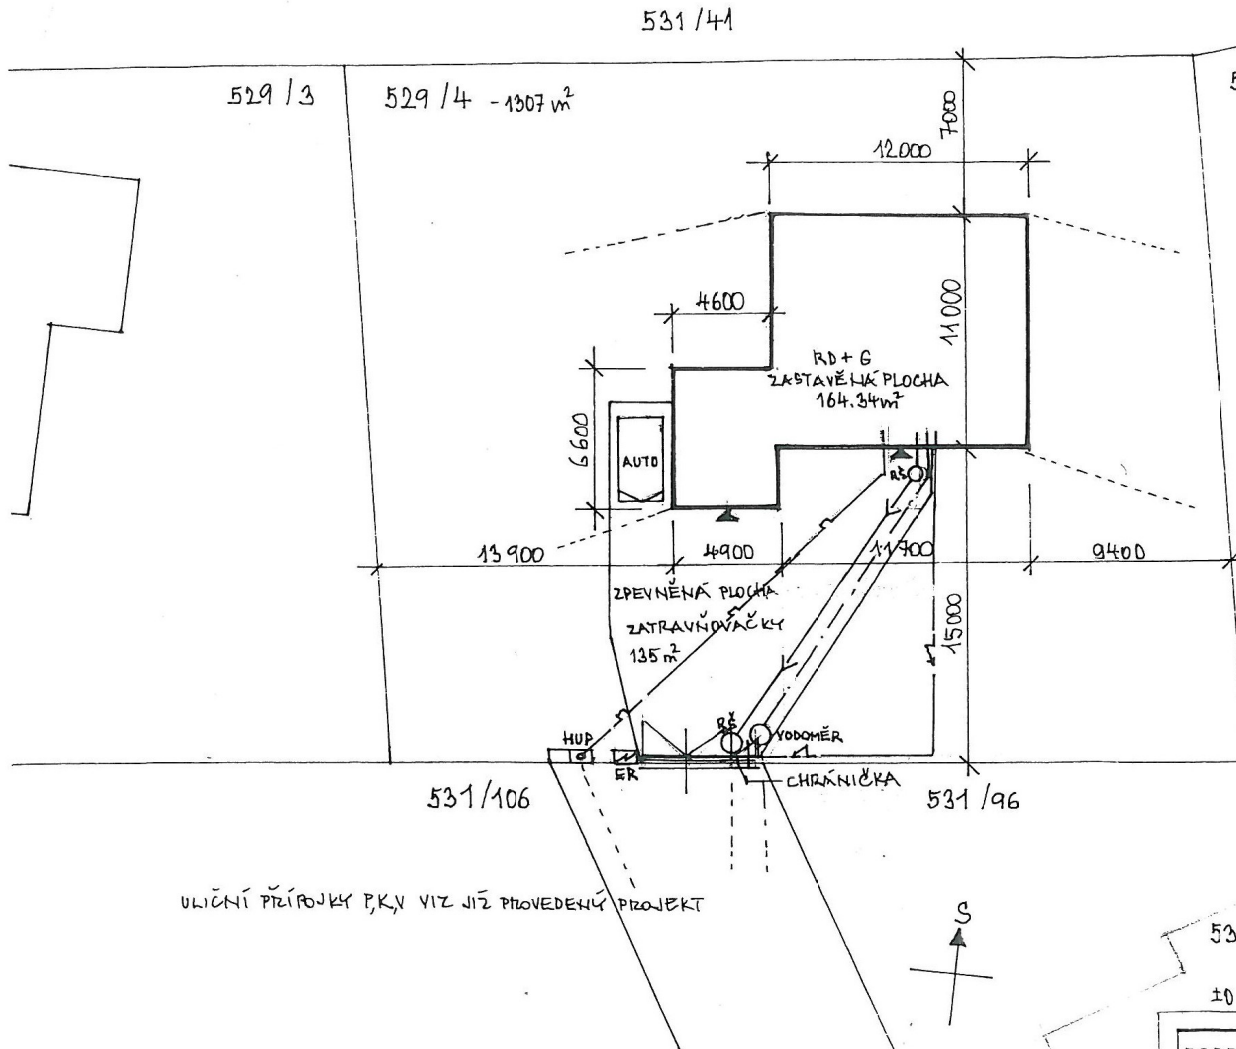 531/41
529/3
529/4 -1307 m²
7000
12000
4600
11000
RD+G
ZASTAVĚNÁ PLOCHA
164.34m²
6600
AUTO
RŠ
13900
4900
11700
9400
ZPEVNĚNÁ PLOCHA
ZATRAVŇOVAČKY
135 m²
15000
HUP
RŠ
VODOMĚR
ER
CHRÁNIČKA
531/106
531/96
ULIČNÍ PŘÍPOJKY P,K,V VIZ JIŽ PROVEDENÝ PROJEKT
S
53
±0